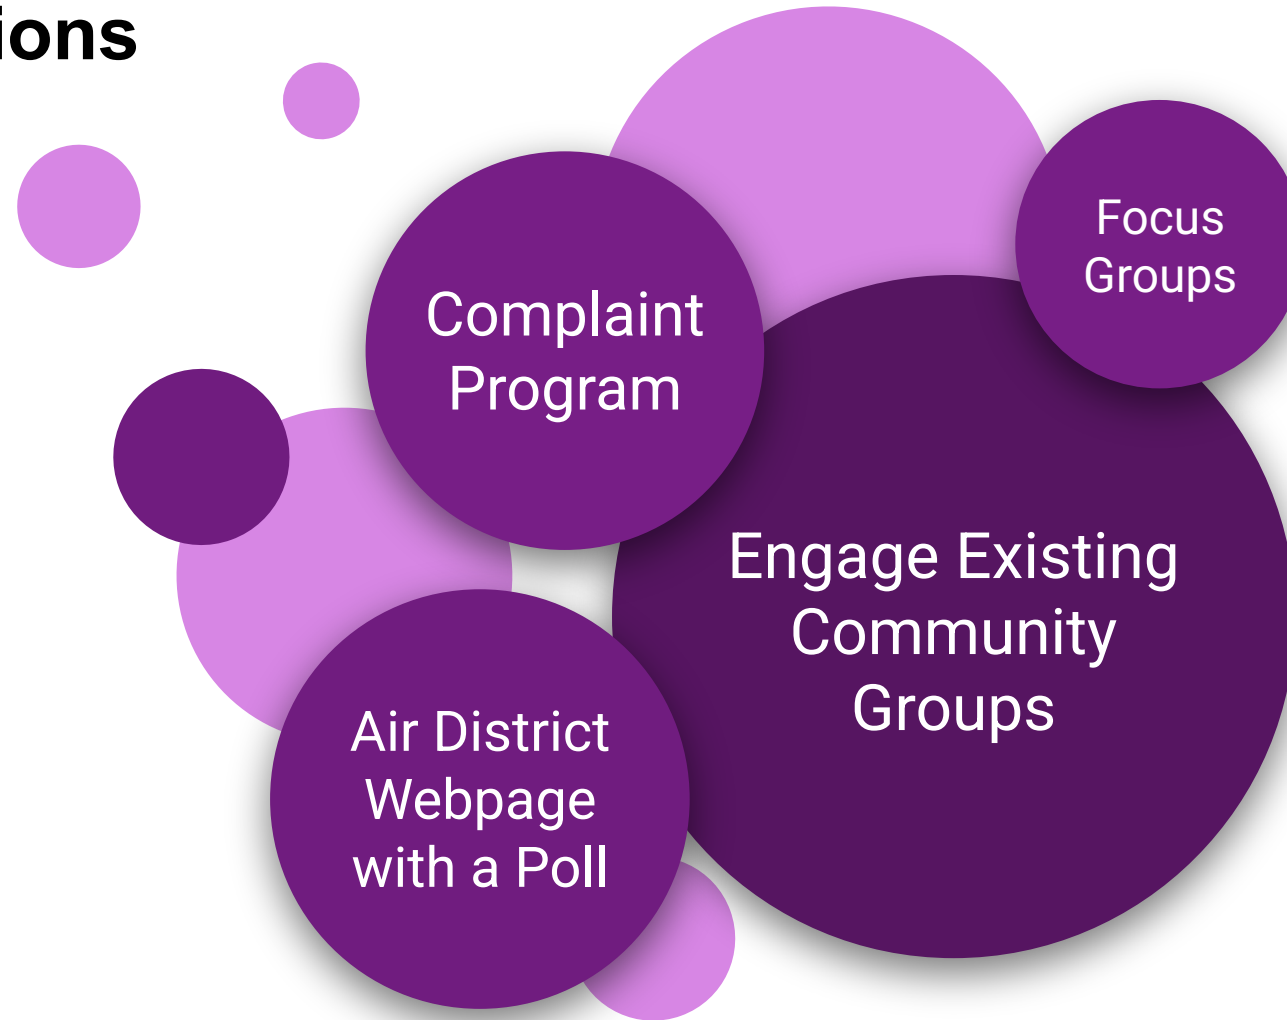 ions
Complaint
Program
Focus
Groups
Engage Existing
Community
Groups
Air District
Webpage
with a Poll